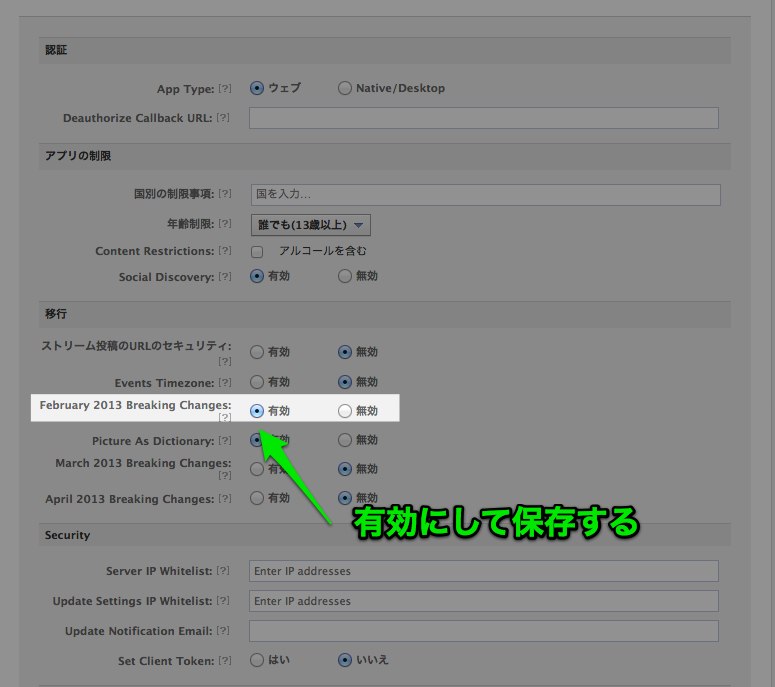 認証
App Type: [?] ウェブ Native/Desktop
Deauthorize Callback URL: [?]
アプリの制限
国別の制限事項: [?] 国を入力...
年齢制限: [?] 誰でも(13歳以上)
Content Restrictions: [?] アルコールを含む
Social Discovery: [?] 有効 無効
移行
ストリーム投稿のURLのセキュリティ:
[?] 有効 無効
Events Timezone: [?] 有効 無効
February 2013 Breaking Changes:
[?] 有効 無効
Picture As Dictionary: [?] 有効 無効
March 2013 Breaking Changes:
[?] 有効 無効
April 2013 Breaking Changes: [?] 有効 無効
有効にして保存する
Security
Server IP Whitelist: [?] Enter IP addresses
Update Settings IP Whitelist: [?] Enter IP addresses
Update Notification Email: [?]
Set Client Token: [?] はい いいえ